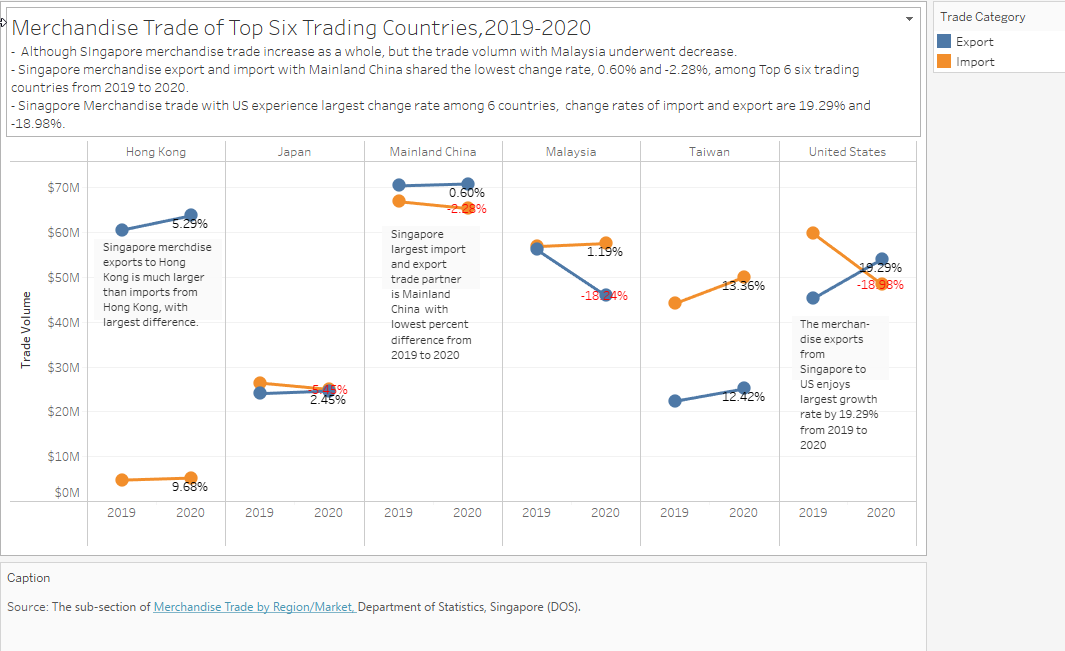 Merchandise Trade of Top Six Trading Countries,2019-2020
- Although SIngapore merchandise trade increase as a whole, but the trade volumn with Malaysia underwent decrease.
- Singapore merchandise export and import with Mainland China shared the lowest change rate, 0.60% and -2.28%, among Top 6 six trading
countries from 2019 to 2020.
- Sinagpore Merchandise trade with US experience largest change rate among 6 countries, change rates of import and export are 19.29% and
-18.98%.
Trade Category
Export
Import
Hong Kong Japan Mainland China Malaysia Taiwan United States
Trade Volume
$70M
$60M
$50M
$40M
$30M
$20M
$10M
$0M
5.29%
Singapore merchdise
exports to Hong
Kong is much larger
than imports from
Hong Kong, with
largest difference.
9.68%
2.45%
0.60%
-2.28%
Singapore
largest import
and export
trade partner
is Mainland
China with
lowest percent
difference from
2019 to 2020
1.19%
13.36%
12.42%
19.29%
-18.98%
The merchan-
dise exports
from
Singapore to
US enjoys
largest growth
rate by 19.29%
from 2019 to
2020
2019 2020 2019 2020 2019 2020 2019 2020 2019 2020 2019 2020
Caption
Source: The sub-section of Merchandise Trade by Region/Market, Department of Statistics, Singapore (DOS).